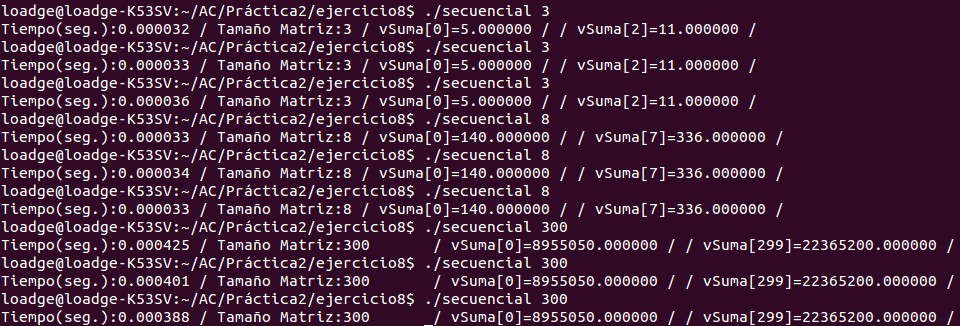 loadge@loadge-K53SV:~/AC/Práctica2/ejercicio8$ ./secuencial 3
Tiempo(seg.):0.000032 / Tamaño Matriz:3 / vSuma[0]=5.000000 / / vSuma[2]=11.000000 /
loadge@loadge-K53SV:~/AC/Práctica2/ejercicio8$ ./secuencial 3
Tiempo(seg.):0.000033 / Tamaño Matriz:3 / vSuma[0]=5.000000 / / vSuma[2]=11.000000 /
loadge@loadge-K53SV:~/AC/Práctica2/ejercicio8$ ./secuencial 3
Tiempo(seg.):0.000036 / Tamaño Matriz:3 / vSuma[0]=5.000000 / / vSuma[2]=11.000000 /
loadge@loadge-K53SV:~/AC/Práctica2/ejercicio8$ ./secuencial 8
Tiempo(seg.):0.000033 / Tamaño Matriz:8 / vSuma[0]=140.000000 / / vSuma[7]=336.000000 /
loadge@loadge-K53SV:~/AC/Práctica2/ejercicio8$ ./secuencial 8
Tiempo(seg.):0.000034 / Tamaño Matriz:8 / vSuma[0]=140.000000 / / vSuma[7]=336.000000 /
loadge@loadge-K53SV:~/AC/Práctica2/ejercicio8$ ./secuencial 8
Tiempo(seg.):0.000033 / Tamaño Matriz:8 / vSuma[0]=140.000000 / / vSuma[7]=336.000000 /
loadge@loadge-K53SV:~/AC/Práctica2/ejercicio8$ ./secuencial 300
Tiempo(seg.):0.000425 / Tamaño Matriz:300 / vSuma[0]=8955050.000000 / / vSuma[299]=22365200.000000 /
loadge@loadge-K53SV:~/AC/Práctica2/ejercicio8$ ./secuencial 300
Tiempo(seg.):0.000401 / Tamaño Matriz:300 / vSuma[0]=8955050.000000 / / vSuma[299]=22365200.000000 /
loadge@loadge-K53SV:~/AC/Práctica2/ejercicio8$ ./secuencial 300
Tiempo(seg.):0.000388 / Tamaño Matriz:300 _/ vSuma[0]=8955050.000000 / / vSuma[299]=22365200.000000 /